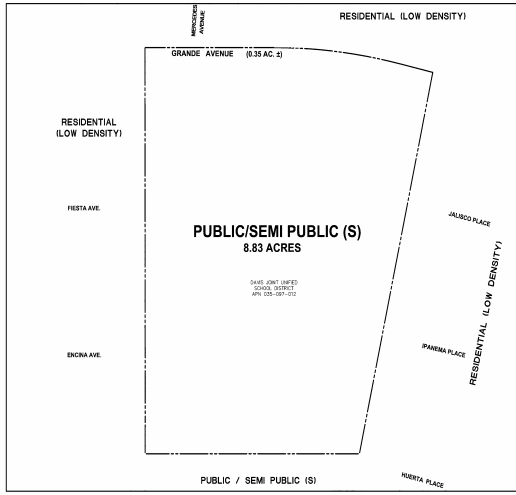 RESIDENTIAL (LOW DENSITY)
MERCEDES
AVENUE
GRANDE AVENUE (0.35 AC. ±)
RESIDENTIAL
(LOW DENSITY)
FIESTA AVE.
JALISCO PLACE
PUBLIC/SEMI PUBLIC (S)
8.83 ACRES
DAVIS JOINT UNIFIED
SCHOOL DISTRICT
APN 035-097-012
RESIDENTIAL (LOW DENSITY)
ENCINA AVE.
IPANEMA PLACE
PUBLIC / SEMI PUBLIC (S)
HUERTA PLACE